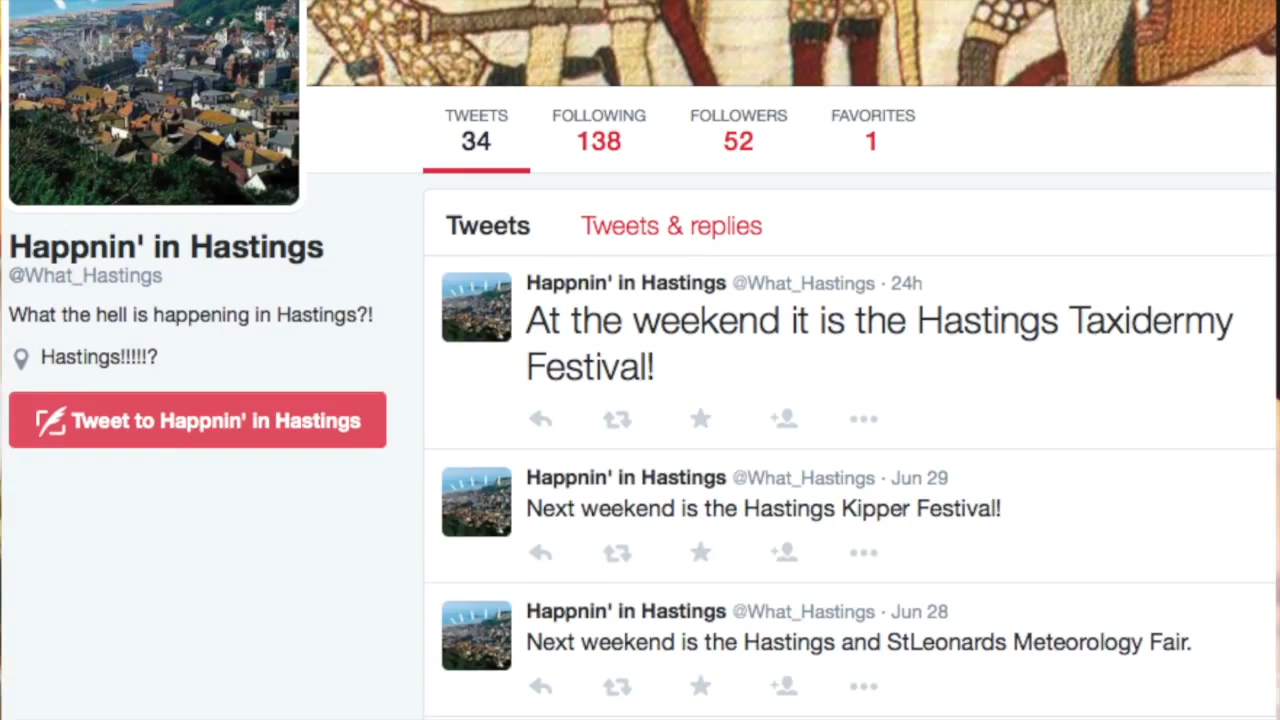 TWEETS FOLLOWING FOLLOWERS FAVORITES
34 138 52 1
Happnin' in Hastings
@What_Hastings
What the hell is happening in Hastings?!
Hastings!!!!!?
Tweet to Happnin' in Hastings
Tweets Tweets & replies
Happnin' in Hastings @What_Hastings · 24h
At the weekend it is the Hastings Taxidermy
Festival!
Happnin' in Hastings @What_Hastings · Jun 29
Next weekend is the Hastings Kipper Festival!
Happnin' in Hastings @What_Hastings · Jun 28
Next weekend is the Hastings and StLeonards Meteorology Fair.